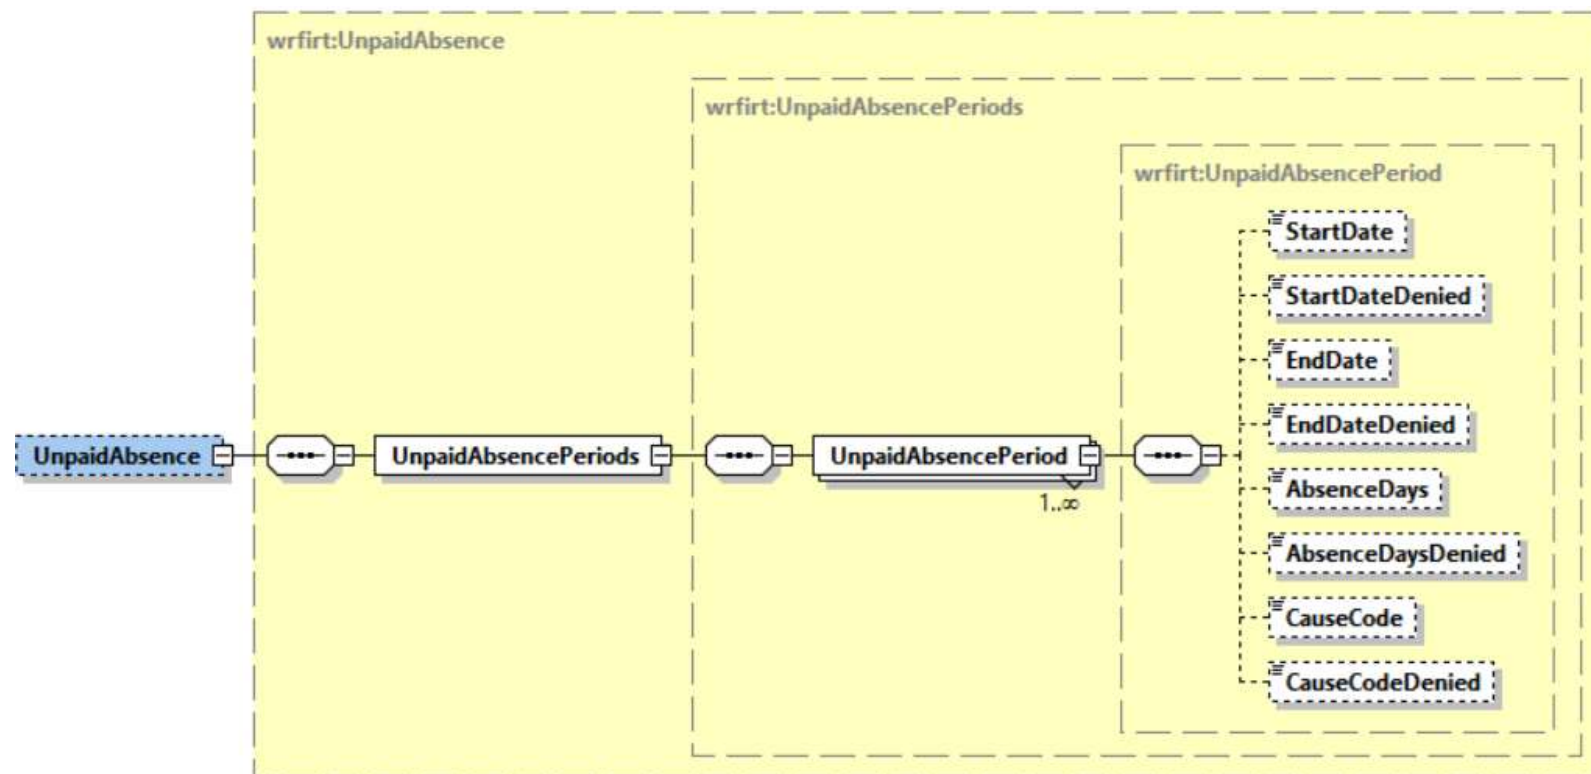 wrfirt:UnpaidAbsence
wrfirt:UnpaidAbsencePeriods
wrfirt:UnpaidAbsencePeriod
StartDate
StartDateDenied
EndDate
EndDateDenied
UnpaidAbsence
UnpaidAbsencePeriods
UnpaidAbsencePeriod
1..∞
AbsenceDays
AbsenceDaysDenied
CauseCode
CauseCodeDenied